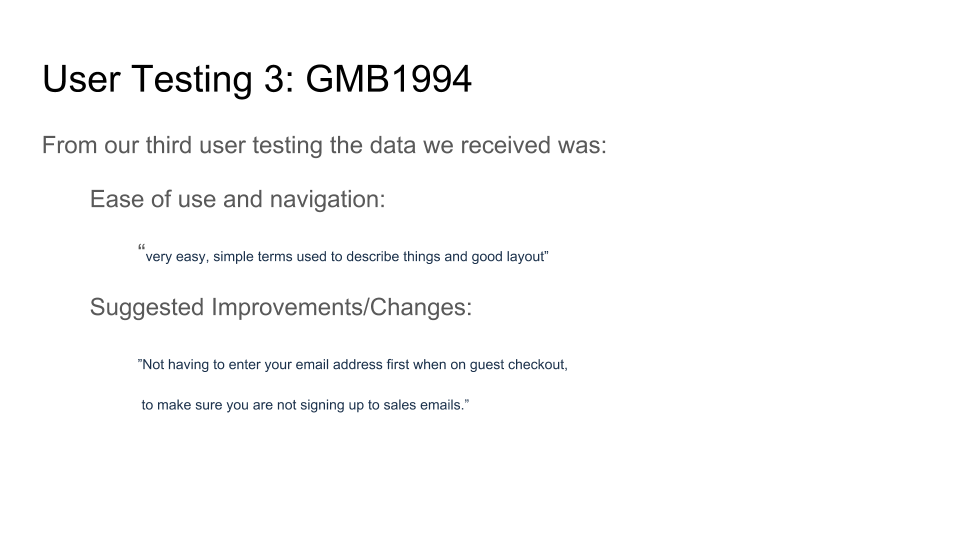 User Testing 3: GMB1994
From our third user testing the data we received was:
Ease of use and navigation:
“very easy, simple terms used to describe things and good layout”
Suggested Improvements/Changes:
”Not having to enter your email address first when on guest checkout,
to make sure you are not signing up to sales emails.”